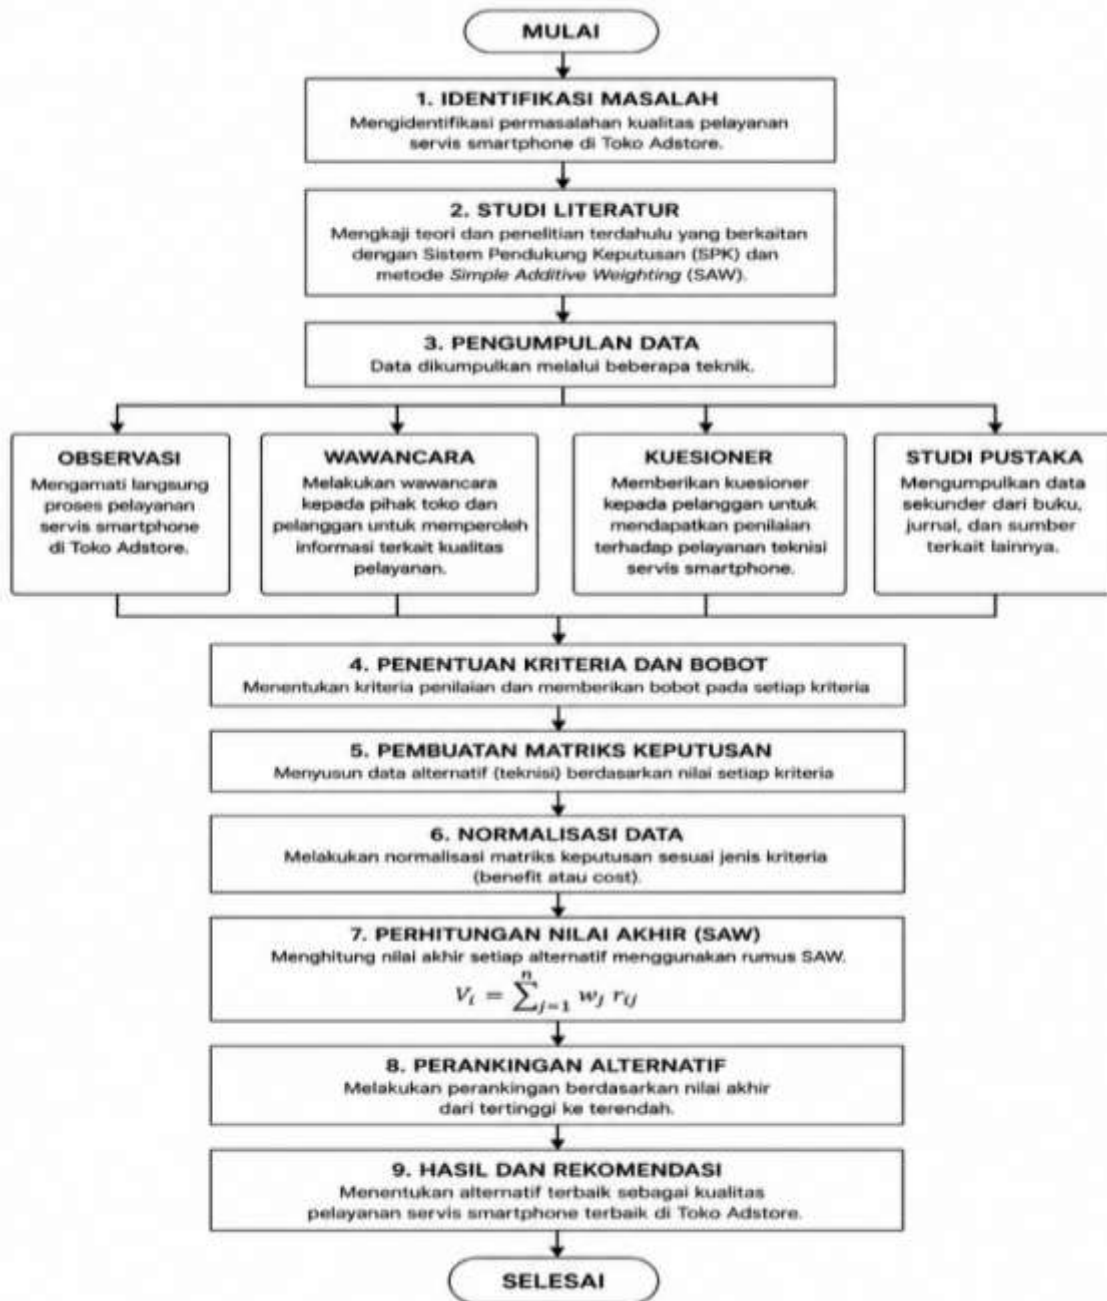 MULAI
1. IDENTIFIKASI MASALAH
Mengidentifikasi permasalahan kualitas pelayanan
servis smartphone di Toko Adstore.
2. STUDI LITERATUR
Mengkaji teori dan penelitian terdahulu yang berkaitan
dengan Sistem Pendukung Keputusan (SPK) dan
metode Simple Additive Weighting (SAW).
3. PENGUMPULAN DATA
Data dikumpulkan melalui beberapa teknik.
OBSERVASI
Mengamati langsung
proses pelayanan
servis smartphone
di Toko Adstore.
WAWANCARA
Melakukan wawancara
kepada pihak toko dan
pelanggan untuk memperoleh
informasi terkait kualitas
pelayanan.
KUESIONER
Memberikan kuesioner
kepada pelanggan untuk
mendapatkan penilaian
terhadap pelayanan teknisi
servis smartphone.
STUDI PUSTAKA
Mengumpulkan data
sekunder dari buku,
jurnal, dan sumber
terkait lainnya.
4. PENENTUAN KRITERIA DAN BOBOT
Menentukan kriteria penilaian dan memberikan bobot pada setiap kriteria
5. PEMBUATAN MATRIKS KEPUTUSAN
Menyusun data alternatif (teknisi) berdasarkan nilai setiap kriteria
6. NORMALISASI DATA
Melakukan normalisasi matriks keputusan sesuai jenis kriteria
(benefit atau cost).
7. PERHITUNGAN NILAI AKHIR (SAW)
Menghitung nilai akhir setiap alternatif menggunakan rumus SAW.
V_i = ∑_{j=1}^{n} w_j r_{ij}
8. PERANKINGAN ALTERNATIF
Melakukan perankingan berdasarkan nilai akhir
dari tertinggi ke terendah.
9. HASIL DAN REKOMENDASI
Menentukan alternatif terbaik sebagai kualitas
pelayanan servis smartphone terbaik di Toko Adstore.
SELESAI